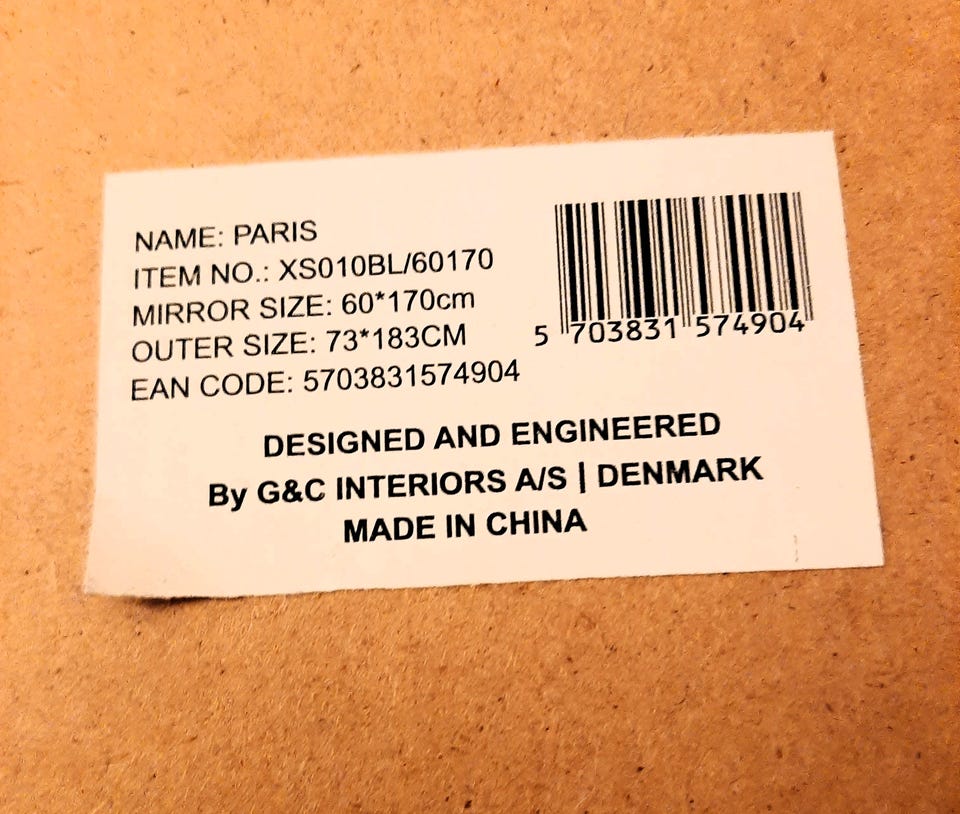 NAME: PARIS
ITEM NO.: XS010BL/60170
MIRROR SIZE: 60*170cm
OUTER SIZE: 73*183CM
EAN CODE: 5703831574904
5 703831 574904
DESIGNED AND ENGINEERED
By G&C INTERIORS A/S | DENMARK
MADE IN CHINA